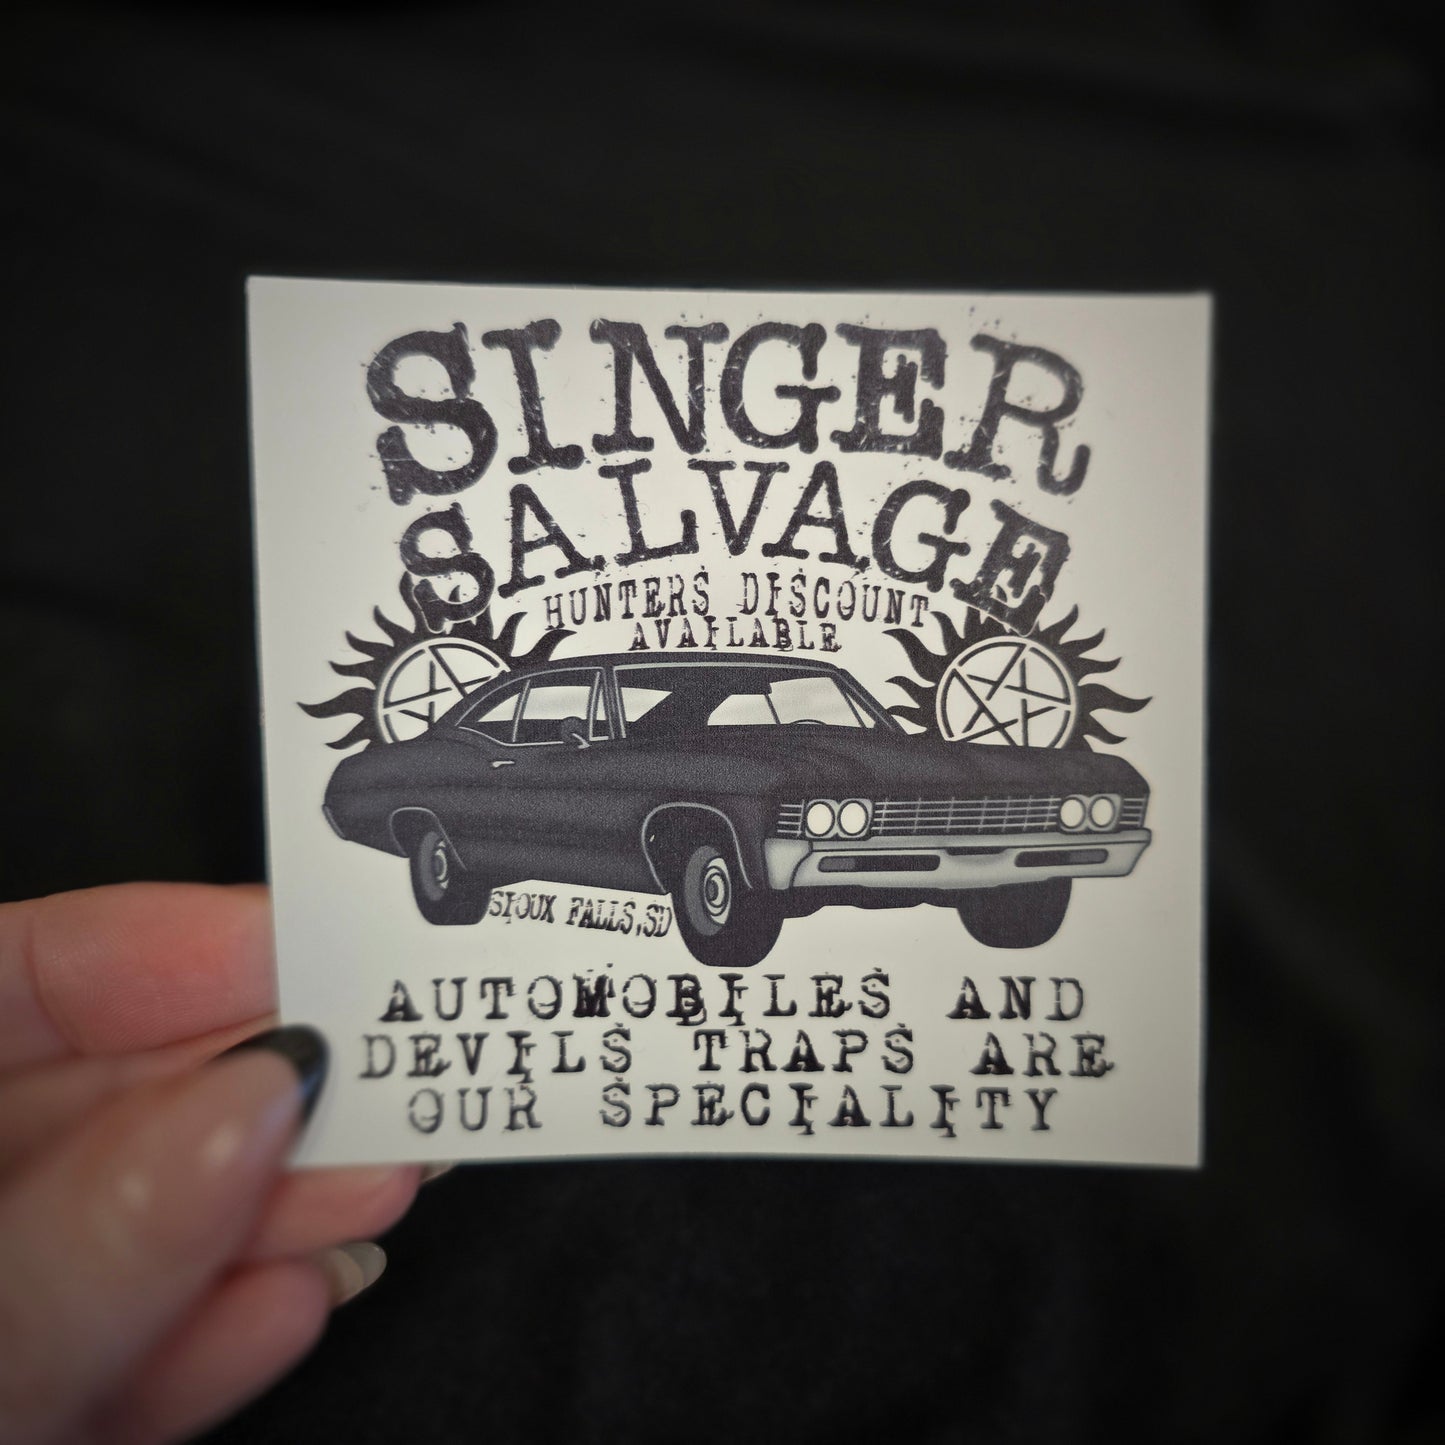 SINGER
SALVAGE
HUNTERS DISCOUNT
AVAILABLE
SIOUX FALLS,SD
AUTOMOBILES AND
DEVILS TRAPS ARE
OUR SPECIALITY